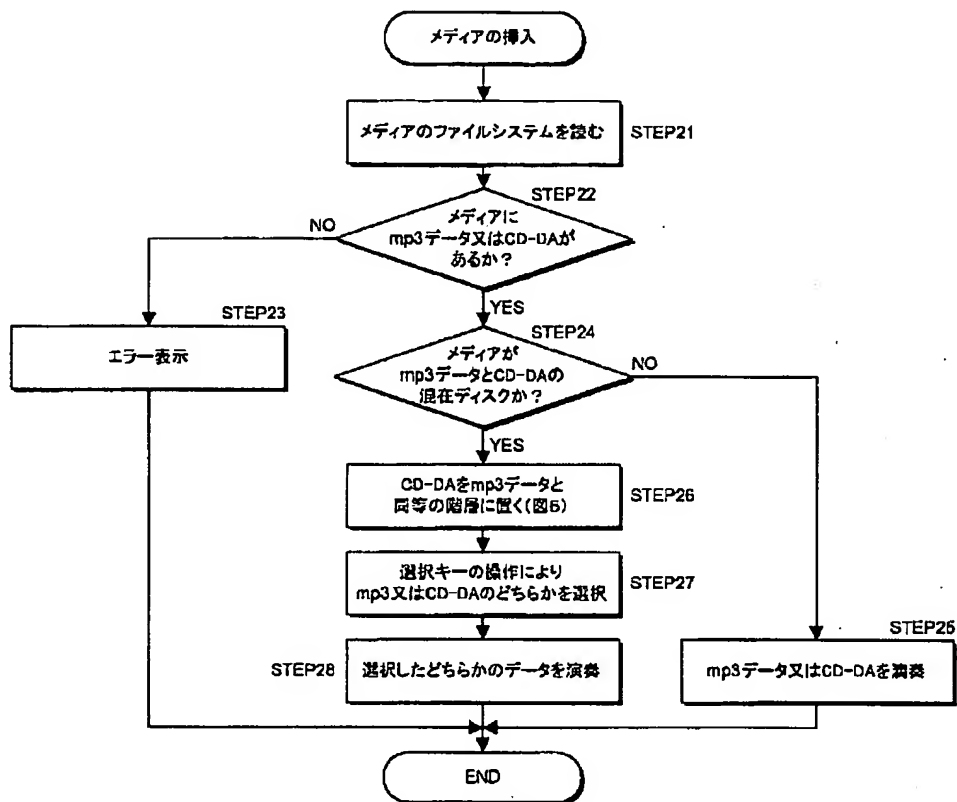 メディアの挿入
メディアのファイルシステムを読む
STEP21
STEP22
メディアに
mp3データ又はCD-DAが
あるか？
NO
YES
STEP23
エラー表示
STEP24
メディアが
mp3データとCD-DAの
混在ディスクか？
NO
YES
CD-DAをmp3データと
同等の階層に置く(図5)
STEP26
選択キーの操作により
mp3又はCD-DAのどちらかを選択
STEP27
STEP25
STEP28
選択したどちらかのデータを演奏
mp3データ又はCD-DAを演奏
END